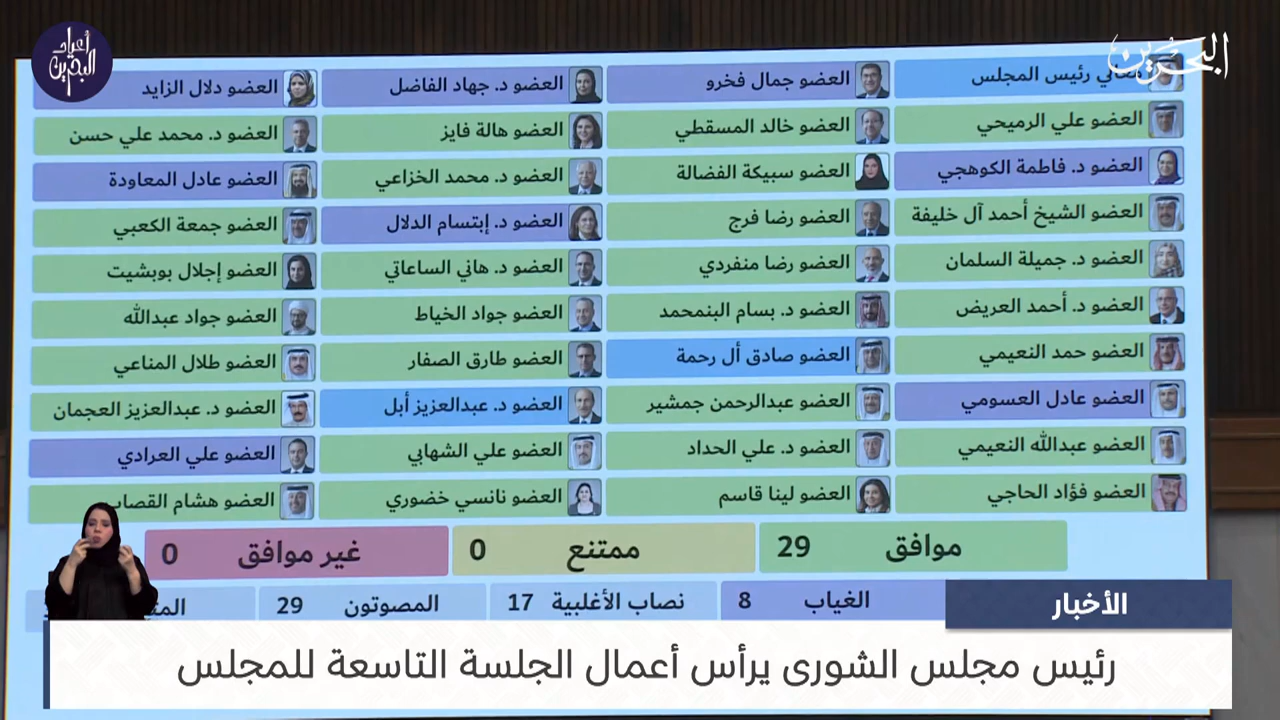 أعياد البحرين
البحرين
معالي رئيس المجلس
العضو جمال فخرو
العضو د. جهاد الفاضل
العضو دلال الزايد
العضو علي الرميحي
العضو خالد المسقطي
العضو هالة فايز
العضو د. محمد علي حسن
العضو د. فاطمة الكوهجي
العضو سبيكة الفضالة
العضو د. محمد الخزاعي
العضو عادل المعاودة
العضو الشيخ أحمد آل خليفة
العضو رضا فرج
العضو د. إبتسام الدلال
العضو جمعة الكعبي
العضو د. جميلة السلمان
العضو رضا منفردي
العضو د. هاني الساعاتي
العضو إجلال بوبشيت
العضو د. أحمد العريض
العضو د. بسام البنمحمد
العضو جواد الخياط
العضو جواد عبدالله
العضو حمد النعيمي
العضو صادق أل رحمة
العضو طارق الصفار
العضو طلال المناعي
العضو عادل العسومي
العضو عبدالرحمن جمشير
العضو د. عبدالعزيز أبل
العضو د. عبدالعزيز العجمان
العضو عبدالله النعيمي
العضو د. علي الحداد
العضو علي الشهابي
العضو علي العرادي
العضو فؤاد الحاجي
العضو لينا قاسم
العضو نانسي خضوري
العضو هشام القصاب
موافق 29
ممتنع 0
غير موافق 0
الغياب 8
نصاب الأغلبية 17
المصوتون 29
الأخبار
رئيس مجلس الشورى يرأس أعمال الجلسة التاسعة للمجلس